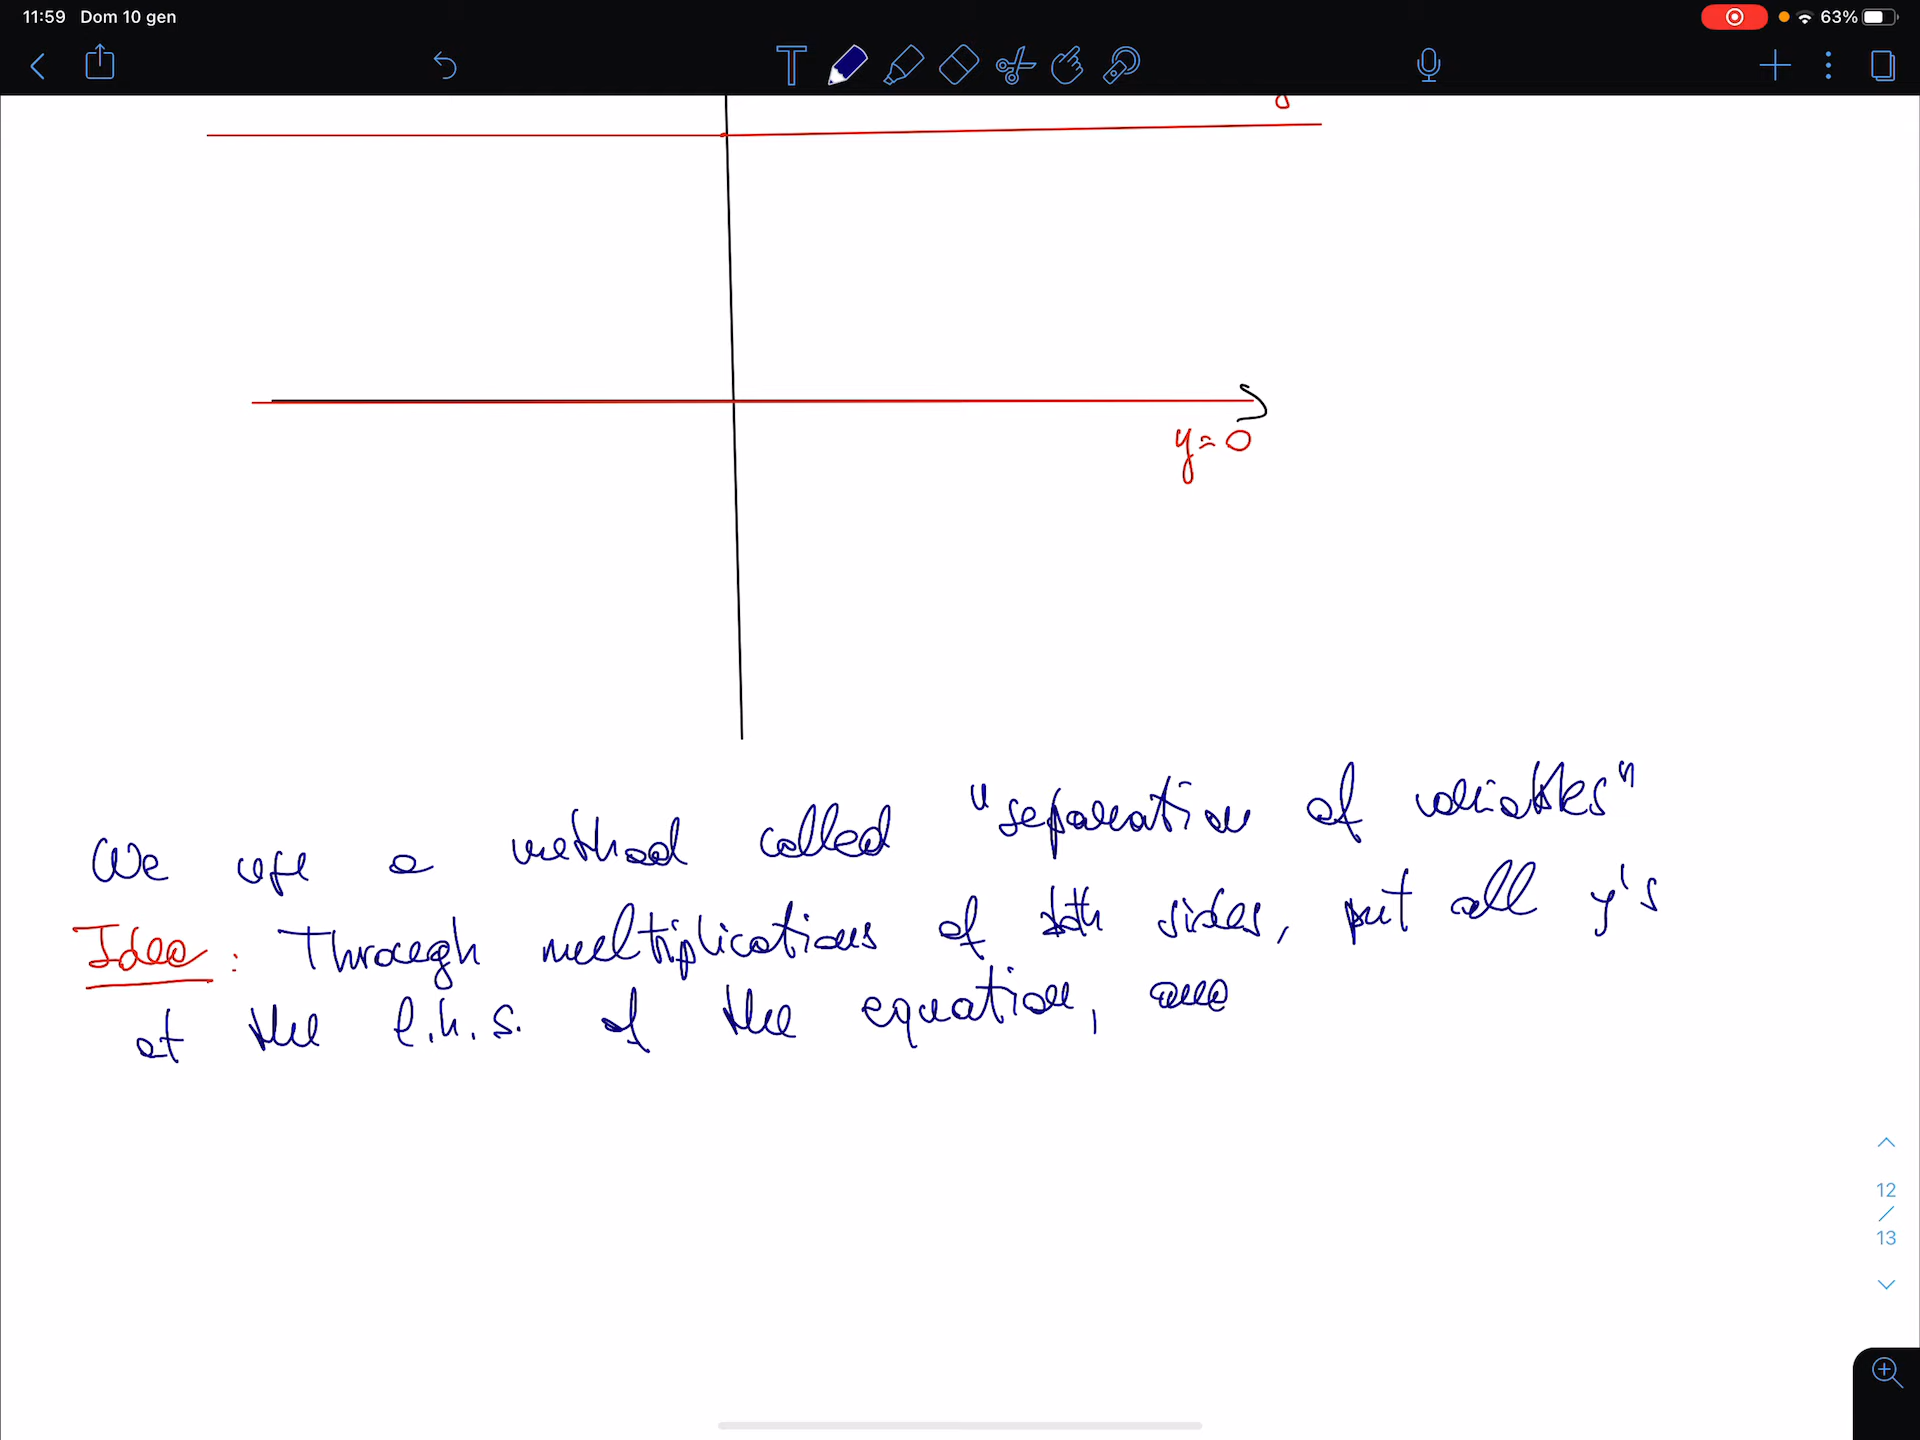 11:59 Dom 10 gen
63%
y = 0
We use a method called "separation of variables"
Idea: Through multiplications of both sides, put all y's
at the l.h.s. of the equation, and
12
/
13